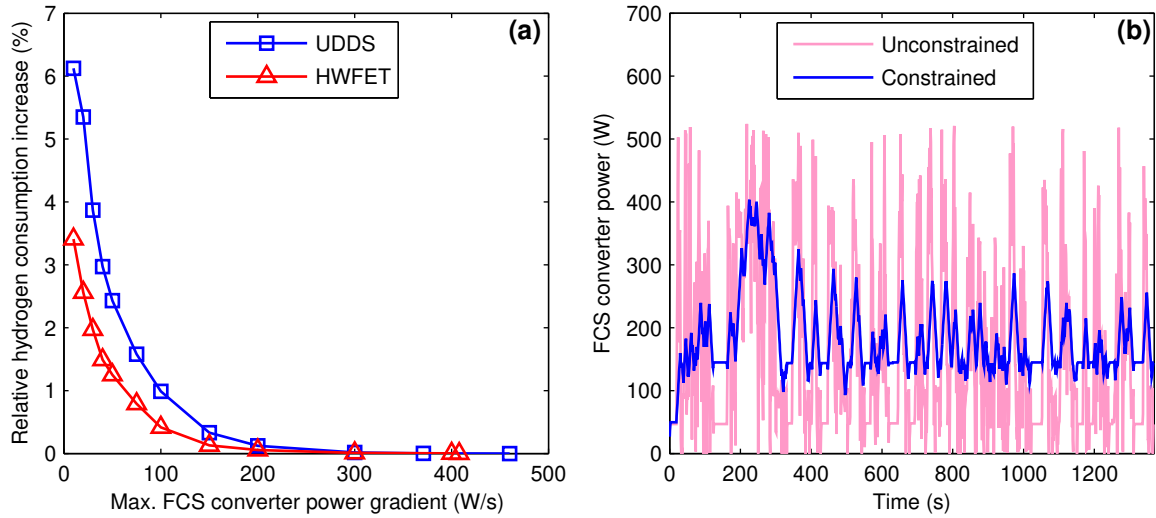 (a)
UDDS
HWFET
Relative hydrogen consumption increase (%)
7
6
5
4
3
2
1
0
0 100 200 300 400 500
Max. FCS converter power gradient (W/s)
(b)
Unconstrained
Constrained
FCS converter power (W)
700
600
500
400
300
200
100
0
0 200 400 600 800 1000 1200
Time (s)